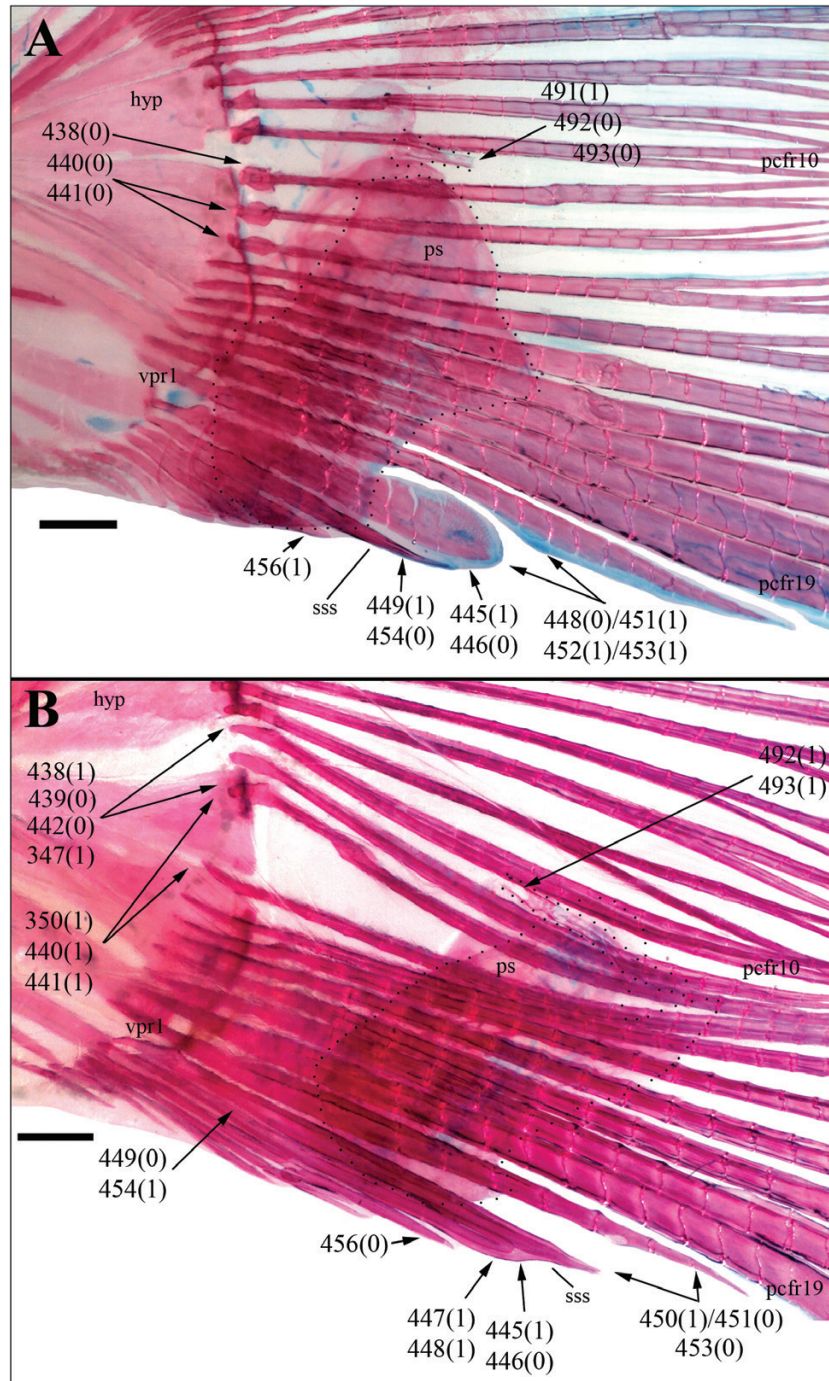 A
hyp
491(1)
492(0)
493(0)
438(0)
440(0)
441(0)
pcfr10
ps
vpr1
pcfr19
456(1)
sss
449(1)
454(0)
445(1)
446(0)
448(0)/451(1)
452(1)/453(1)
B
hyp
492(1)
493(1)
438(1)
439(0)
442(0)
347(1)
350(1)
440(1)
441(1)
ps
pcfr10
vpr1
449(0)
454(1)
456(0)
sss
pcfr19
447(1)
448(1)
445(1)
446(0)
450(1)/451(0)
453(0)